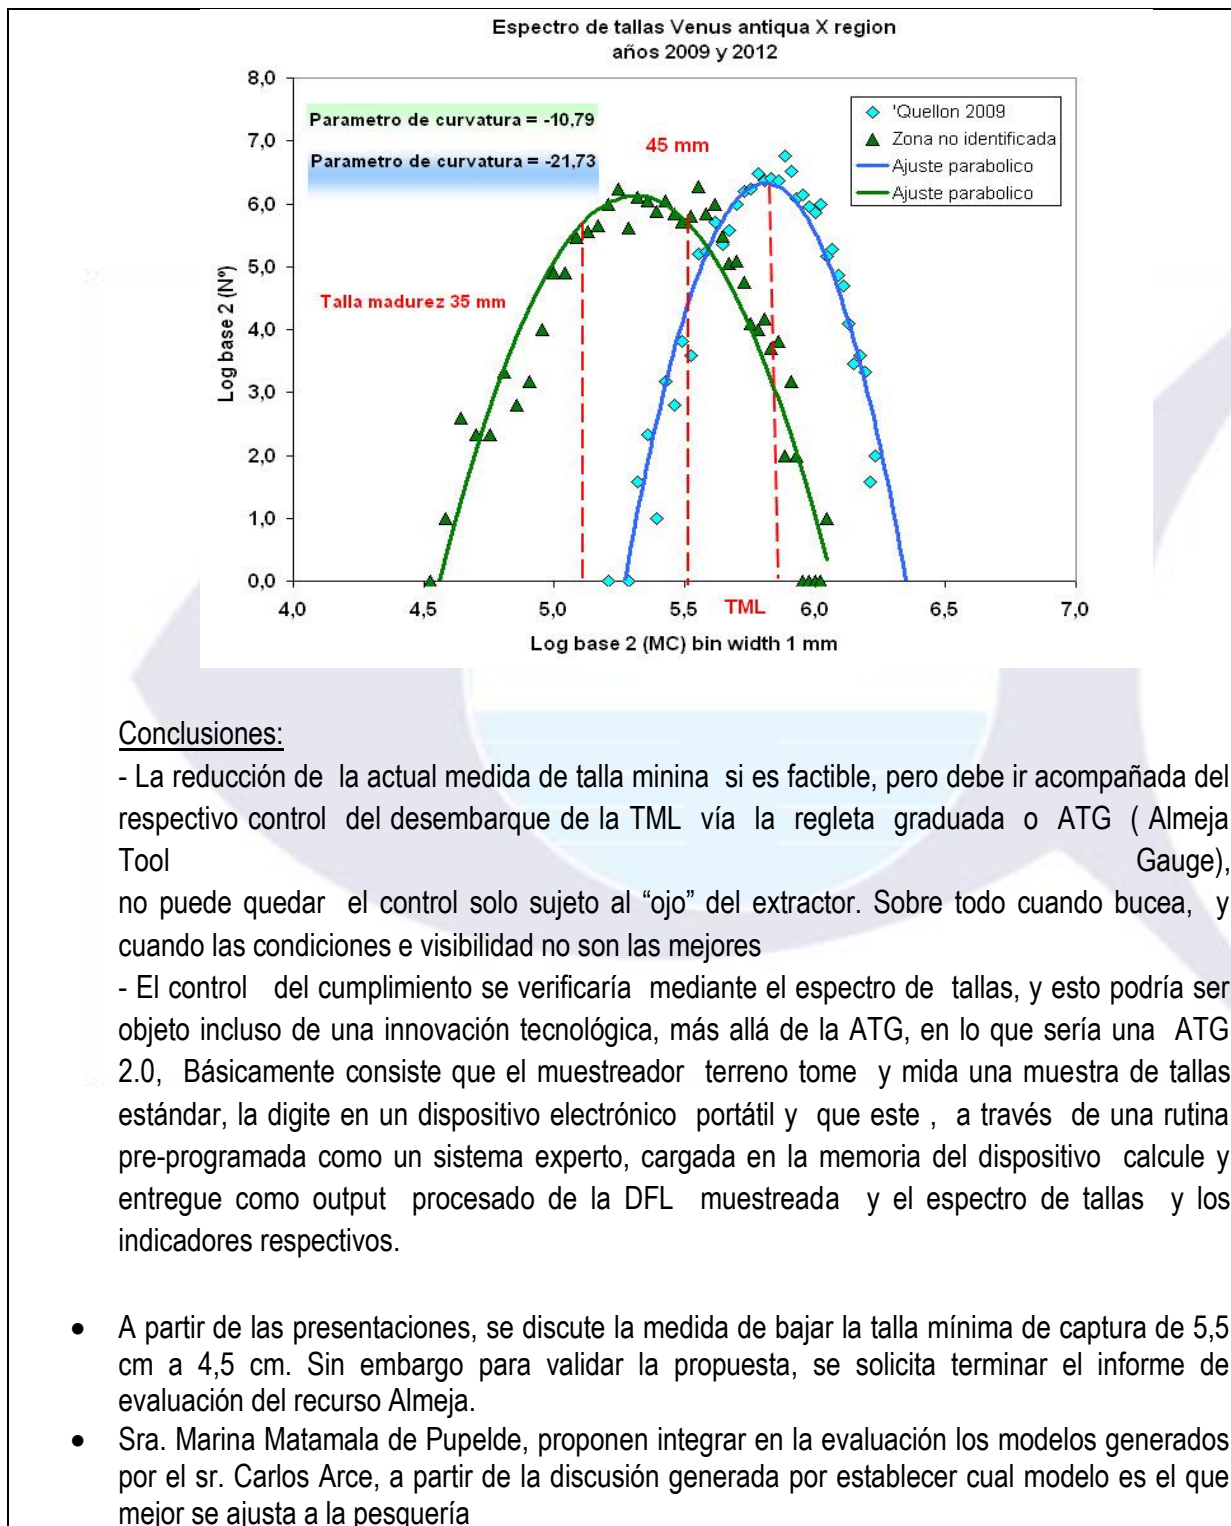 Espectro de tallas Venus antiqua X region
años 2009 y 2012
8,0
7,0
6,0
5,0
4,0
3,0
2,0
1,0
0,0
Log base 2 (Nº)
Parametro de curvatura = -10,79
Parametro de curvatura = -21,73
45 mm
Talla madurez 35 mm
'Quellon 2009
Zona no identificada
Ajuste parabolico
Ajuste parabolico
4,0 4,5 5,0 5,5 TML 6,0 6,5 7,0
Log base 2 (MC) bin width 1 mm
Conclusiones:
- La reducción de la actual medida de talla minina si es factible, pero debe ir acompañada del
respectivo control del desembarque de la TML vía la regleta graduada o ATG ( Almeja
Tool Gauge),
no puede quedar el control solo sujeto al “ojo” del extractor. Sobre todo cuando bucea, y
cuando las condiciones e visibilidad no son las mejores
- El control del cumplimiento se verificaría mediante el espectro de tallas, y esto podría ser
objeto incluso de una innovación tecnológica, más allá de la ATG, en lo que sería una ATG
2.0, Básicamente consiste que el muestreador terreno tome y mida una muestra de tallas
estándar, la digite en un dispositivo electrónico portátil y que este , a través de una rutina
pre-programada como un sistema experto, cargada en la memoria del dispositivo calcule y
entregue como output procesado de la DFL muestreada y el espectro de tallas y los
indicadores respectivos.
• A partir de las presentaciones, se discute la medida de bajar la talla mínima de captura de 5,5
cm a 4,5 cm. Sin embargo para validar la propuesta, se solicita terminar el informe de
evaluación del recurso Almeja.
• Sra. Marina Matamala de Pupelde, proponen integrar en la evaluación los modelos generados
por el sr. Carlos Arce, a partir de la discusión generada por establecer cual modelo es el que
mejor se ajusta a la pesquería